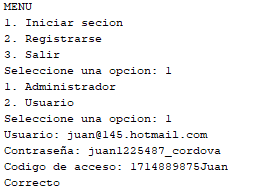 MENU
1. Iniciar secion
2. Registrarse
3. Salir
Seleccione una opcion: 1
1. Administrador
2. Usuario
Seleccione una opcion: 1
Usuario: juan@145.hotmail.com
Contraseña: juan1225487_cordova
Codigo de acceso: 1714889875Juan
Correcto